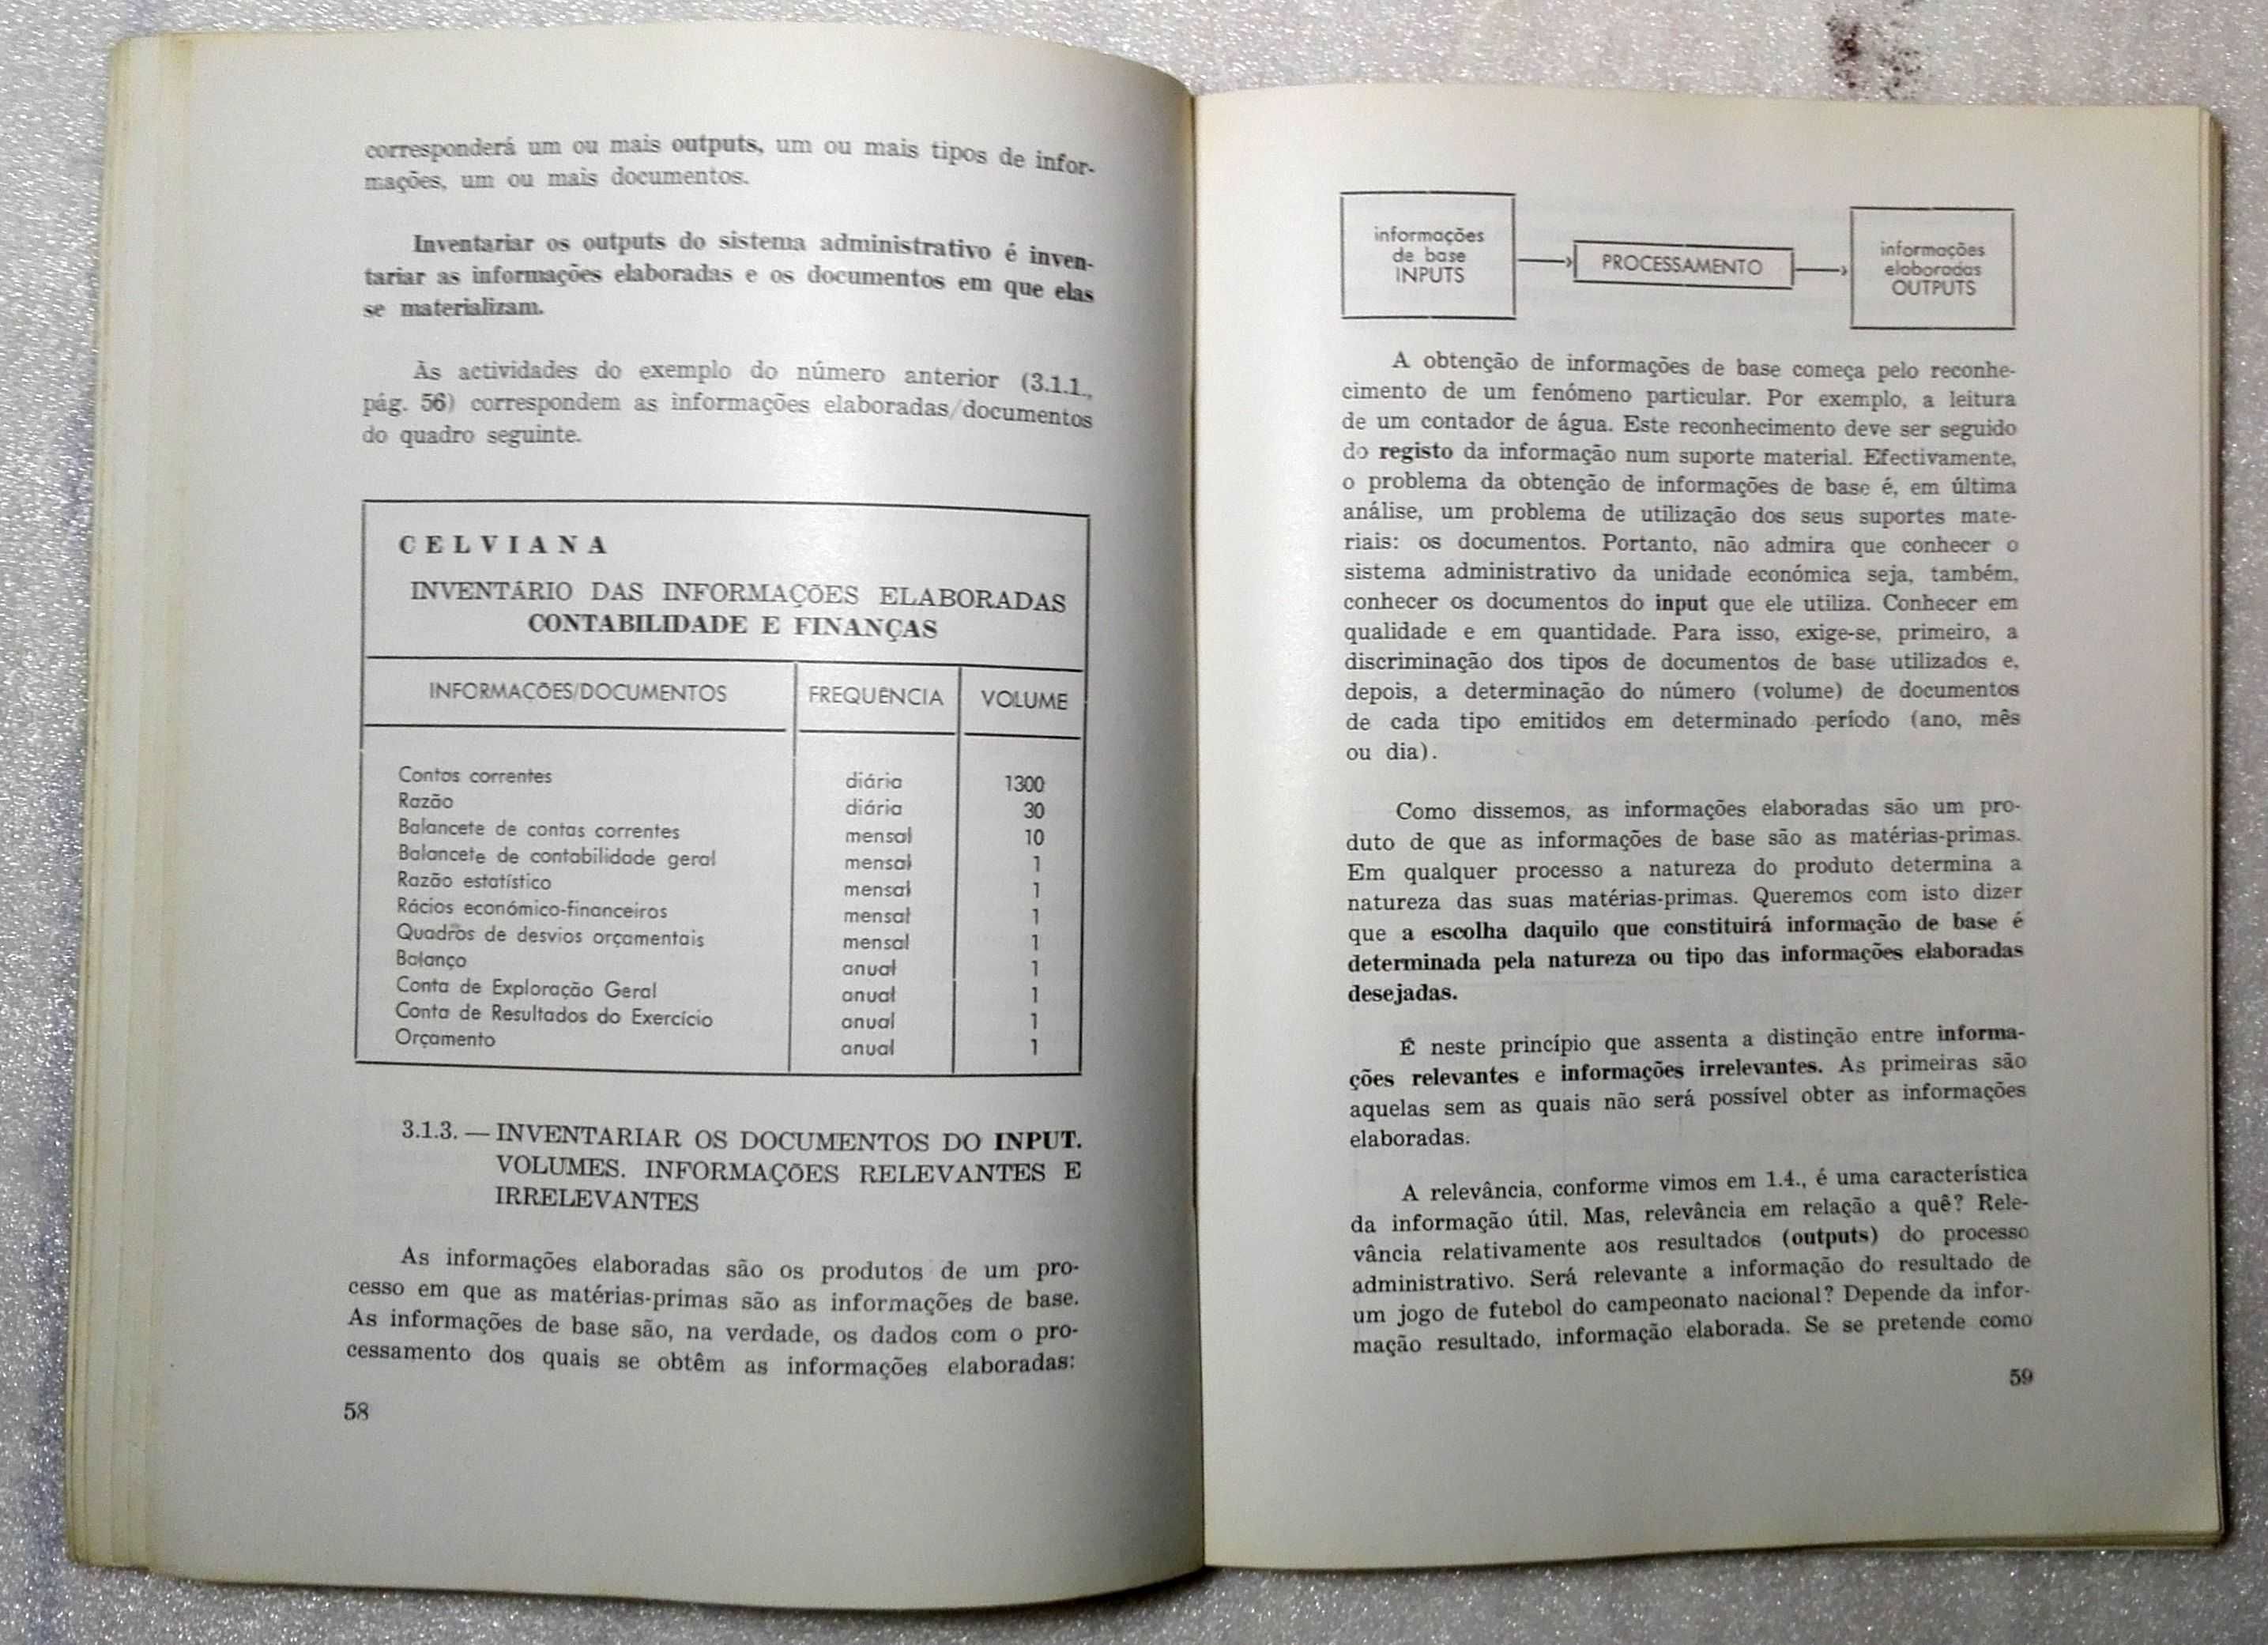 corresponderá um ou mais outputs, um ou mais tipos de infor-
mações, um ou mais documentos.
Inventariar os outputs do sistema administrativo é inven-
tariar as informações elaboradas e os documentos em que elas
se materializam.
Às actividades do exemplo do número anterior (3.1.1.,
pág. 56) correspondem as informações elaboradas/documentos
do quadro seguinte.
CELVIANA
INVENTÁRIO DAS INFORMAÇÕES ELABORADAS
CONTABILIDADE E FINANÇAS
INFORMAÇÕES/DOCUMENTOS FREQUÊNCIA VOLUME
Contas correntes diária 1300
Razão diária 30
Balancete de contas correntes mensal 10
Balancete de contabilidade geral mensal 1
Razão estatístico mensal 1
Rácios económico-financeiros mensal 1
Quadros de desvios orçamentais mensal 1
Balanço anual 1
Conta de Exploração Geral anual 1
Conta de Resultados do Exercício anual 1
Orçamento anual 1
3.1.3. — INVENTARIAR OS DOCUMENTOS DO INPUT.
VOLUMES. INFORMAÇÕES RELEVANTES E
IRRELEVANTES
As informações elaboradas são os produtos de um pro-
cesso em que as matérias-primas são as informações de base.
As informações de base são, na verdade, os dados com o pro-
cessamento dos quais se obtêm as informações elaboradas:
58
informações
de base
INPUTS
PROCESSAMENTO
informações
elaboradas
OUTPUTS
A obtenção de informações de base começa pelo reconhe-
cimento de um fenómeno particular. Por exemplo, a leitura
de um contador de água. Este reconhecimento deve ser seguido
do registo da informação num suporte material. Efectivamente,
o problema da obtenção de informações de base é, em última
análise, um problema de utilização dos seus suportes mate-
riais: os documentos. Portanto, não admira que conhecer o
sistema administrativo da unidade económica seja, também,
conhecer os documentos do input que ele utiliza. Conhecer em
qualidade e em quantidade. Para isso, exige-se, primeiro, a
discriminação dos tipos de documentos de base utilizados e,
depois, a determinação do número (volume) de documentos
de cada tipo emitidos em determinado período (ano, mês
ou dia).
Como dissemos, as informações elaboradas são um pro-
duto de que as informações de base são as matérias-primas.
Em qualquer processo a natureza do produto determina a
natureza das suas matérias-primas. Queremos com isto dizer
que a escolha daquilo que constituirá informação de base é
determinada pela natureza ou tipo das informações elaboradas
desejadas.
É neste princípio que assenta a distinção entre informa-
ções relevantes e informações irrelevantes. As primeiras são
aquelas sem as quais não será possível obter as informações
elaboradas.
A relevância, conforme vimos em 1.4., é uma característica
da informação útil. Mas, relevância em relação a quê? Rele-
vância relativamente aos resultados (outputs) do processo
administrativo. Será relevante a informação do resultado de
um jogo de futebol do campeonato nacional? Depende da infor-
mação resultado, informação elaborada. Se se pretende como
59